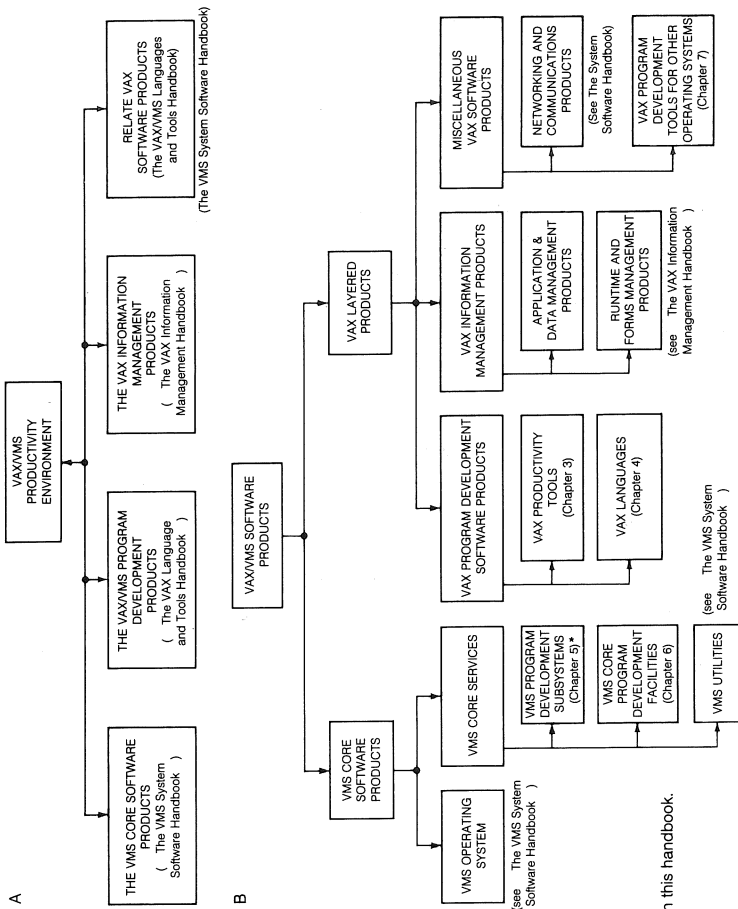 A
VAX/VMS
PRODUCTIVITY
ENVIRONMENT
THE VMS CORE SOFTWARE
PRODUCTS
( The VMS System
Software Handbook )
THE VAX/VMS PROGRAM
DEVELOPMENT
PRODUCTS
( The VAX Language
and Tools Handbook )
THE VAX INFORMATION
MANAGEMENT
PRODUCTS
( The VAX Information
Management Handbook )
RELATE VAX
SOFTWARE PRODUCTS
(The VAX/VMS Languages
and Tools Handbook)
(The VMS System Software Handbook)
B
VAX/VMS SOFTWARE
PRODUCTS
VMS CORE
SOFTWARE
PRODUCTS
VAX LAYERED
PRODUCTS
VMS OPERATING
SYSTEM
(see The VMS System
Software Handbook )
VMS CORE SERVICES
VMS PROGRAM
DEVELOPMENT
SUBSYSTEMS
(Chapter 5)*
VMS CORE
PROGRAM
DEVELOPMENT
FACILITIES
(Chapter 6)
VMS UTILITIES
(see The VMS System
Software Handbook )
VAX PROGRAM DEVELOPMENT
SOFTWARE PRODUCTS
VAX PRODUCTIVITY
TOOLS
(Chapter 3)
VAX LANGUAGES
(Chapter 4)
VAX INFORMATION
MANAGEMENT PRODUCTS
APPLICATION &
DATA MANAGEMENT
PRODUCTS
RUNTIME AND
FORMS MANAGEMENT
PRODUCTS
(see The VAX Information
Management Handbook )
MISCELLANEOUS
VAX SOFTWARE
PRODUCTS
NETWORKING AND
COMMUNICATIONS
PRODUCTS
(See The System
Software Handbook)
VAX PROGRAM
DEVELOPMENT
TOOLS FOR OTHER
OPERATING SYSTEMS
(Chapter 7)
this handbook.